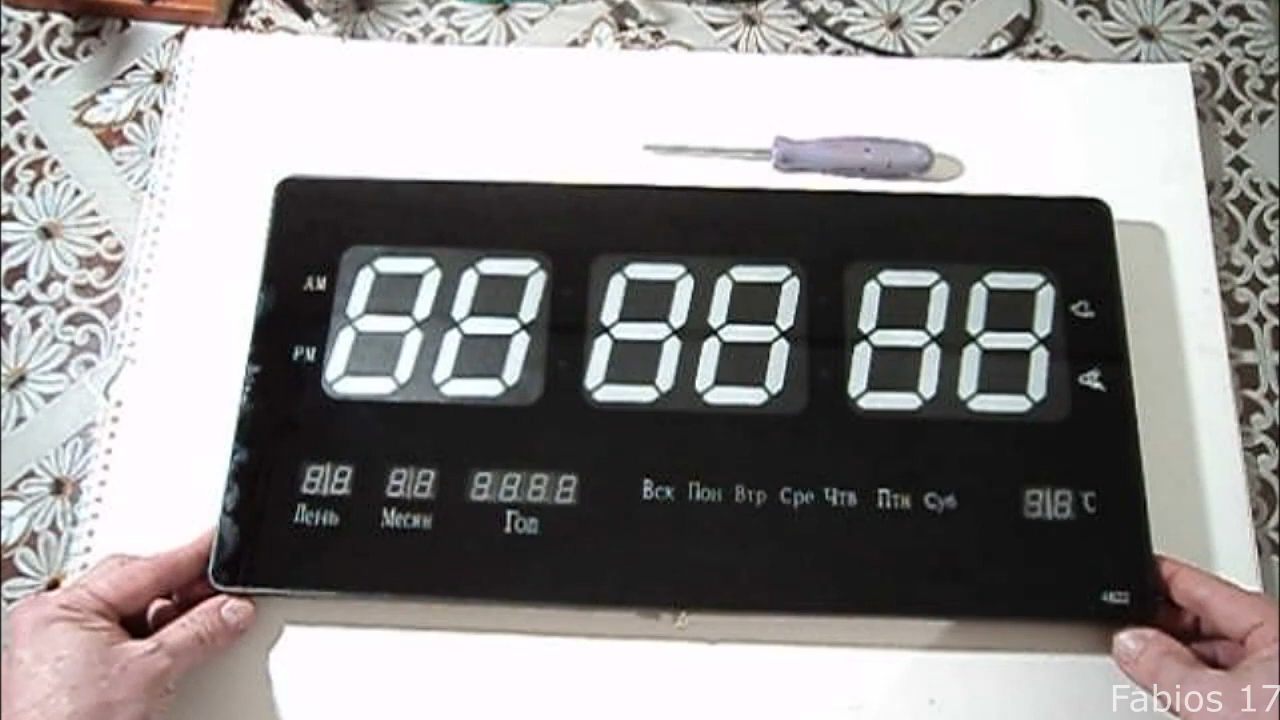 AM
88 88 88
PM
88 88 8888
День Месяц Год
Вск Пон Втр Сре Чтв Птн Суб
88 °C
4622
Fabios 17